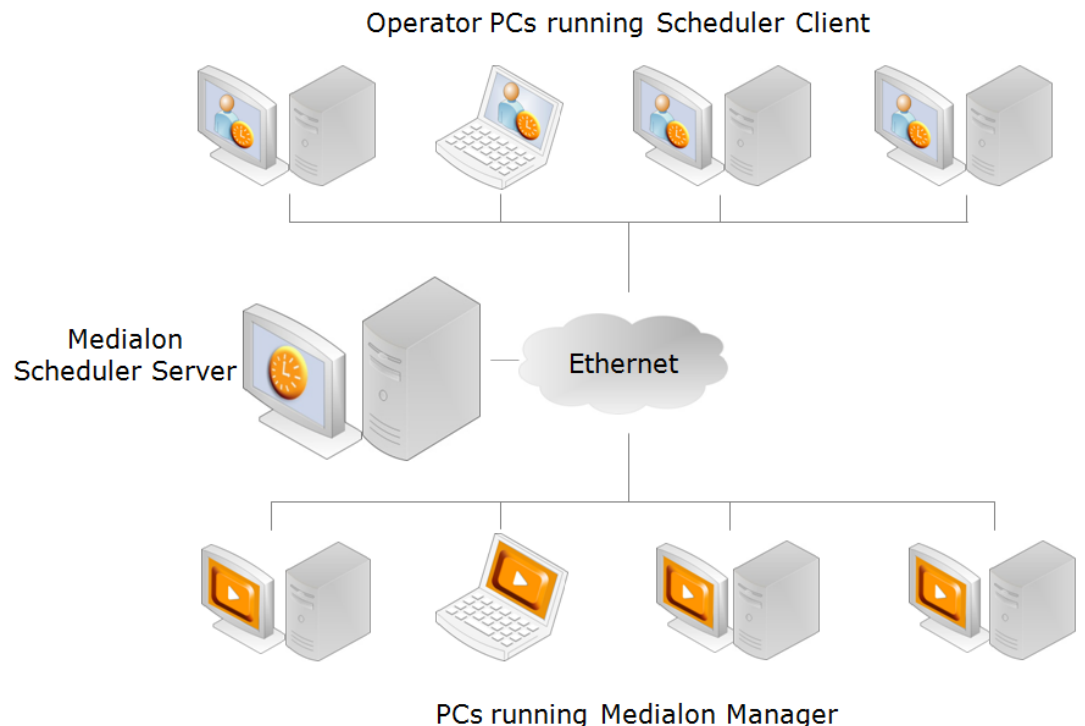 Operator PCs running Scheduler Client
Medialon
Scheduler Server
Ethernet
PCs running Medialon Manager